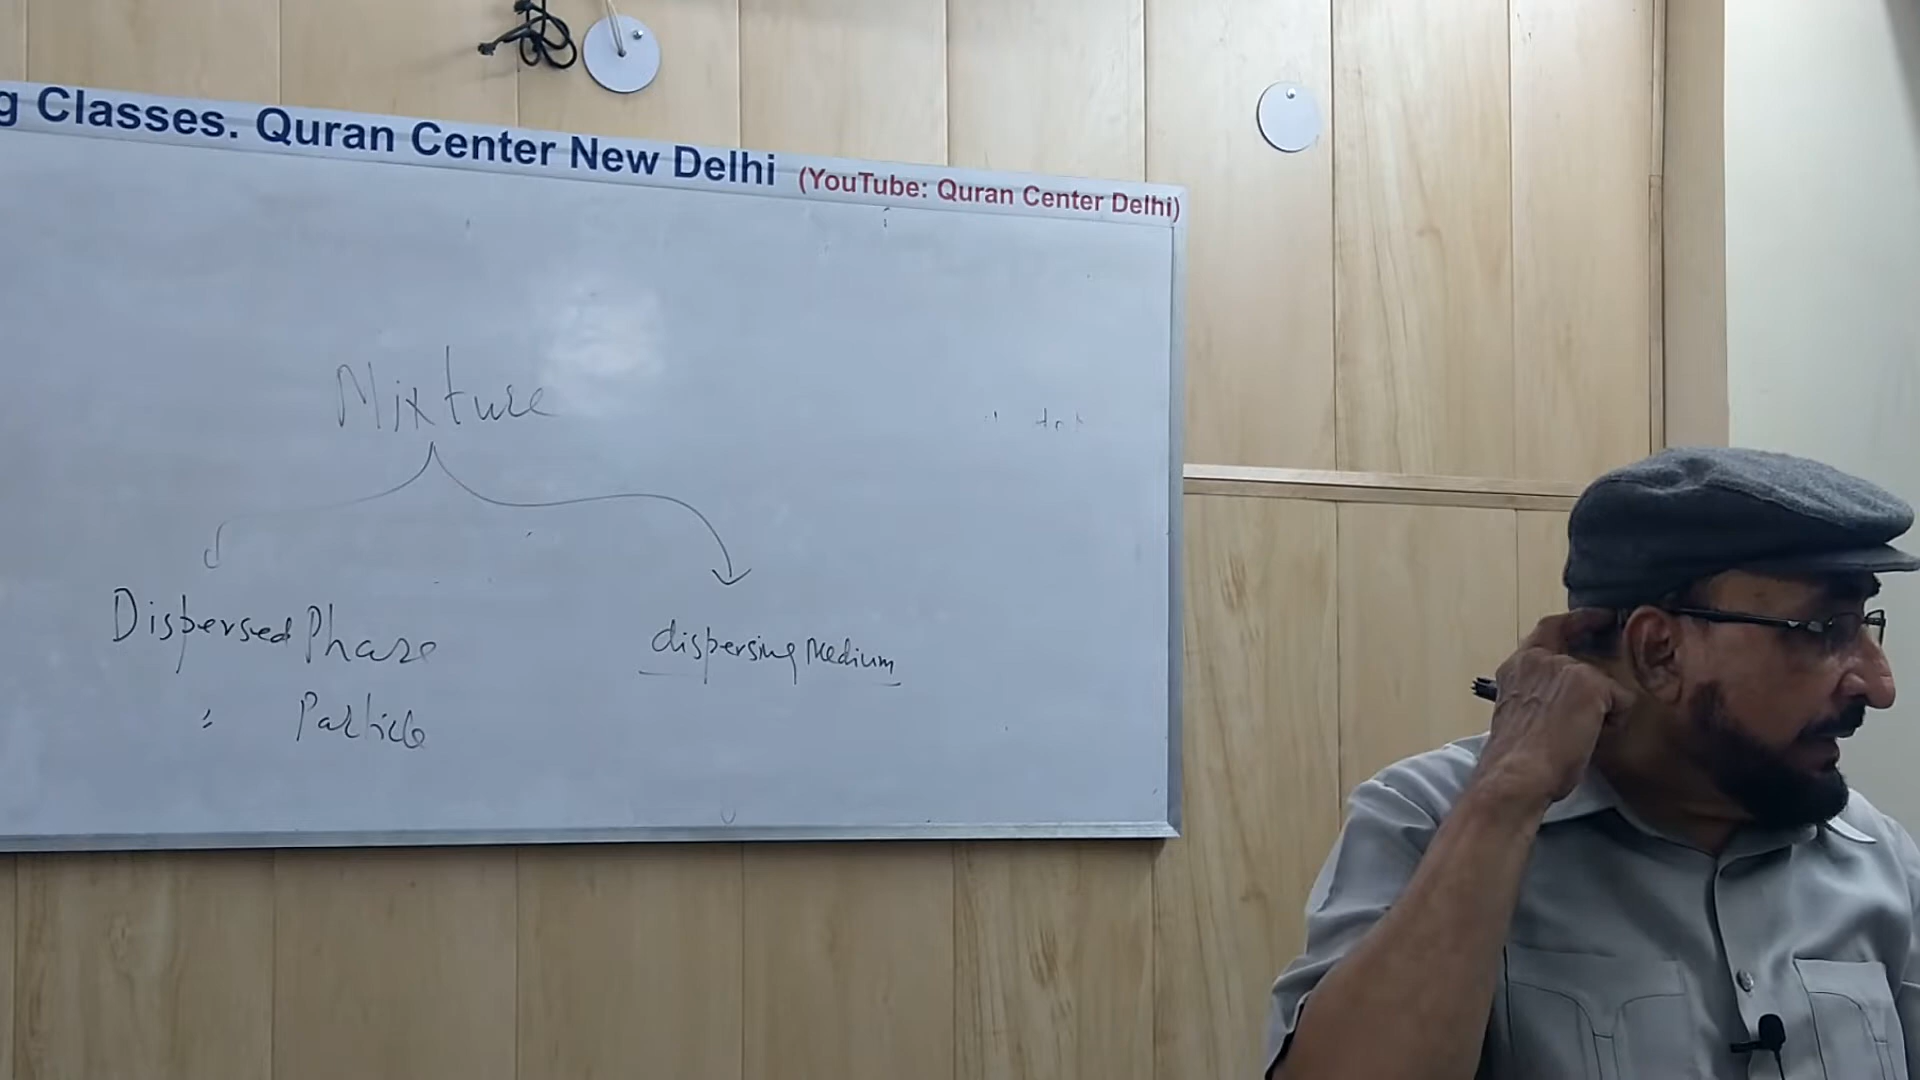 g Classes. Quran Center New Delhi (YouTube: Quran Center Delhi)
Mixture
Dispersed Phase
dispersing Medium
" Particle